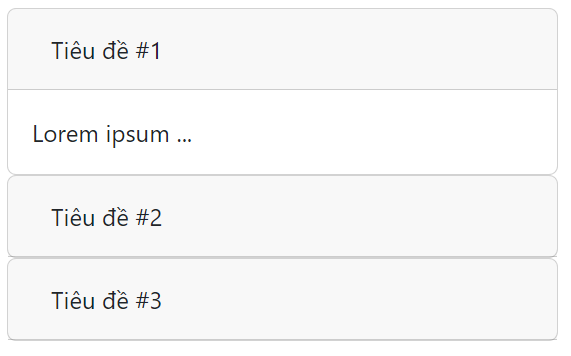 Tiêu đề #1
Lorem ipsum ...
Tiêu đề #2
Tiêu đề #3